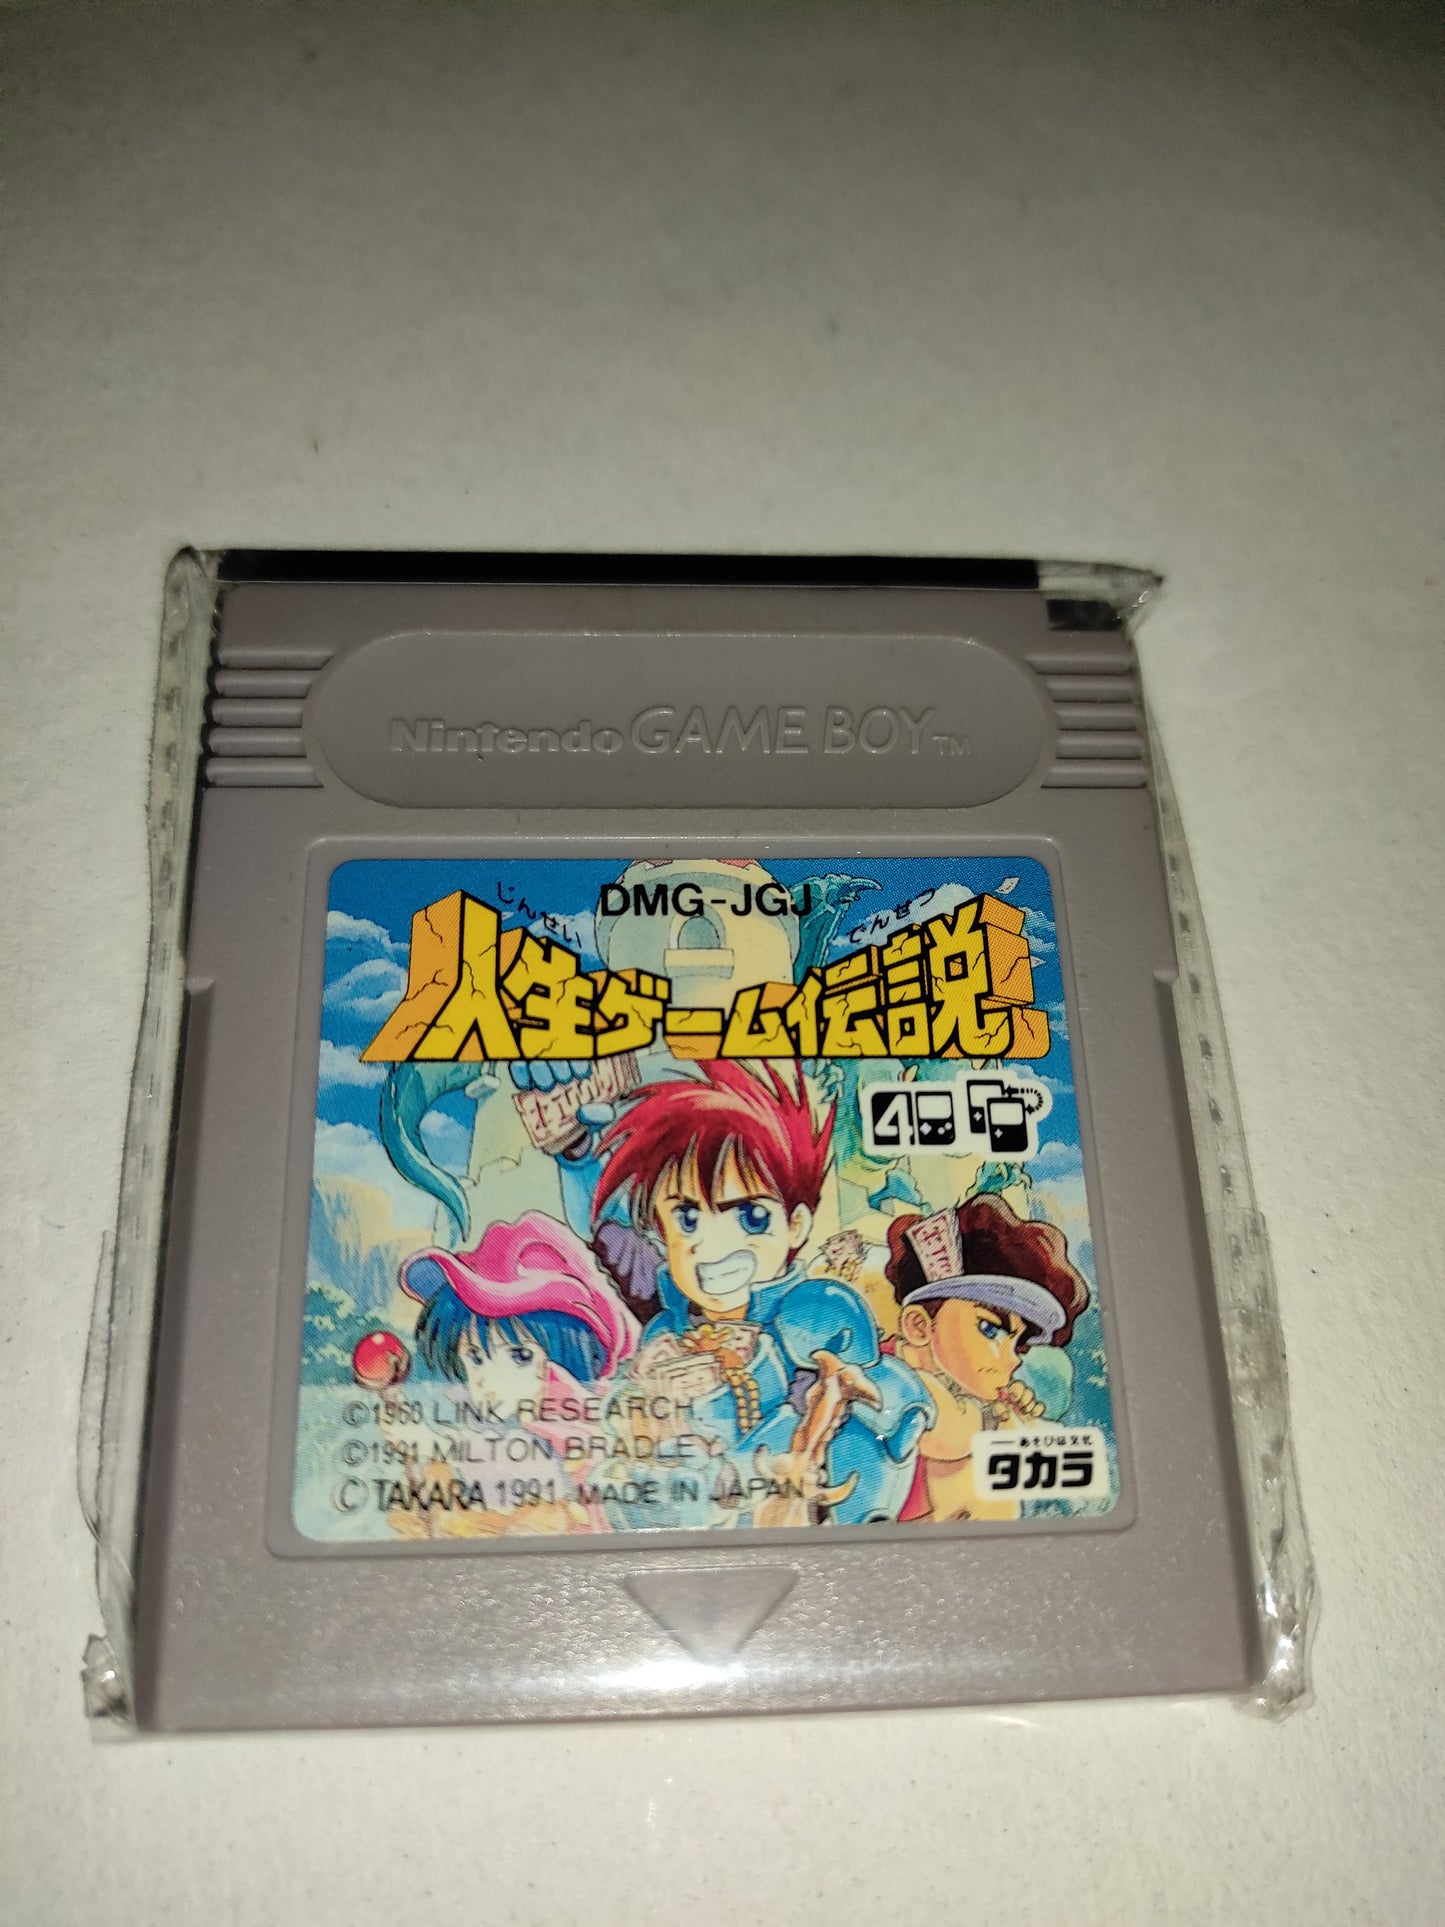 Nintendo GAME BOY TM
DMG-JGJ
じんせい でんせつ
人生ゲーム伝説
4
©1960 LINK RESEARCH.
©1991 MILTON BRADLEY.
© TAKARA 1991 MADE IN JAPAN
あそびは文化
タカラ